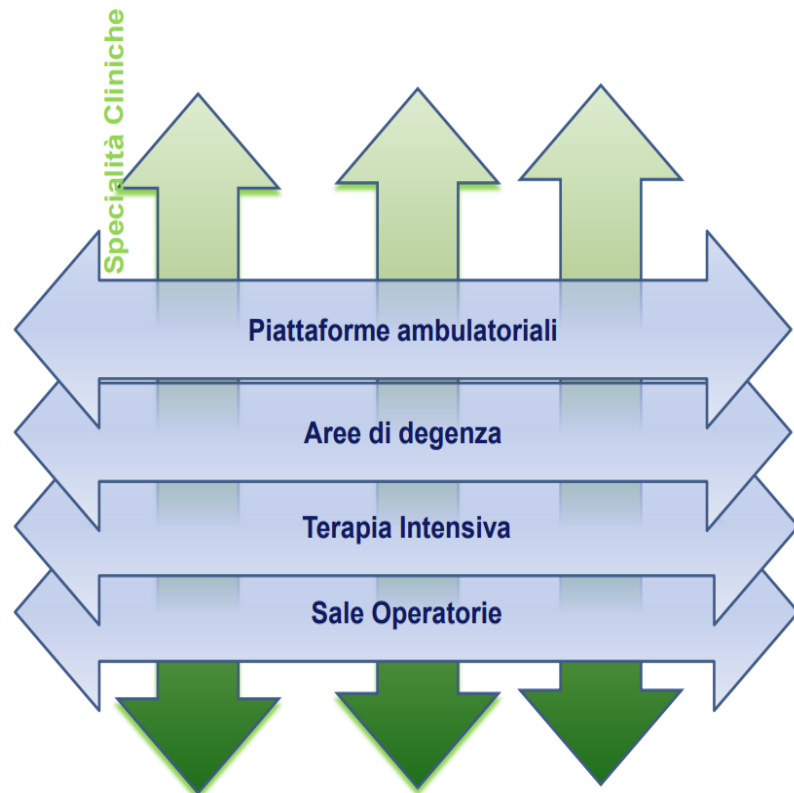 Specialità Cliniche
Piattaforme ambulatoriali
Aree di degenza
Terapia Intensiva
Sale Operatorie